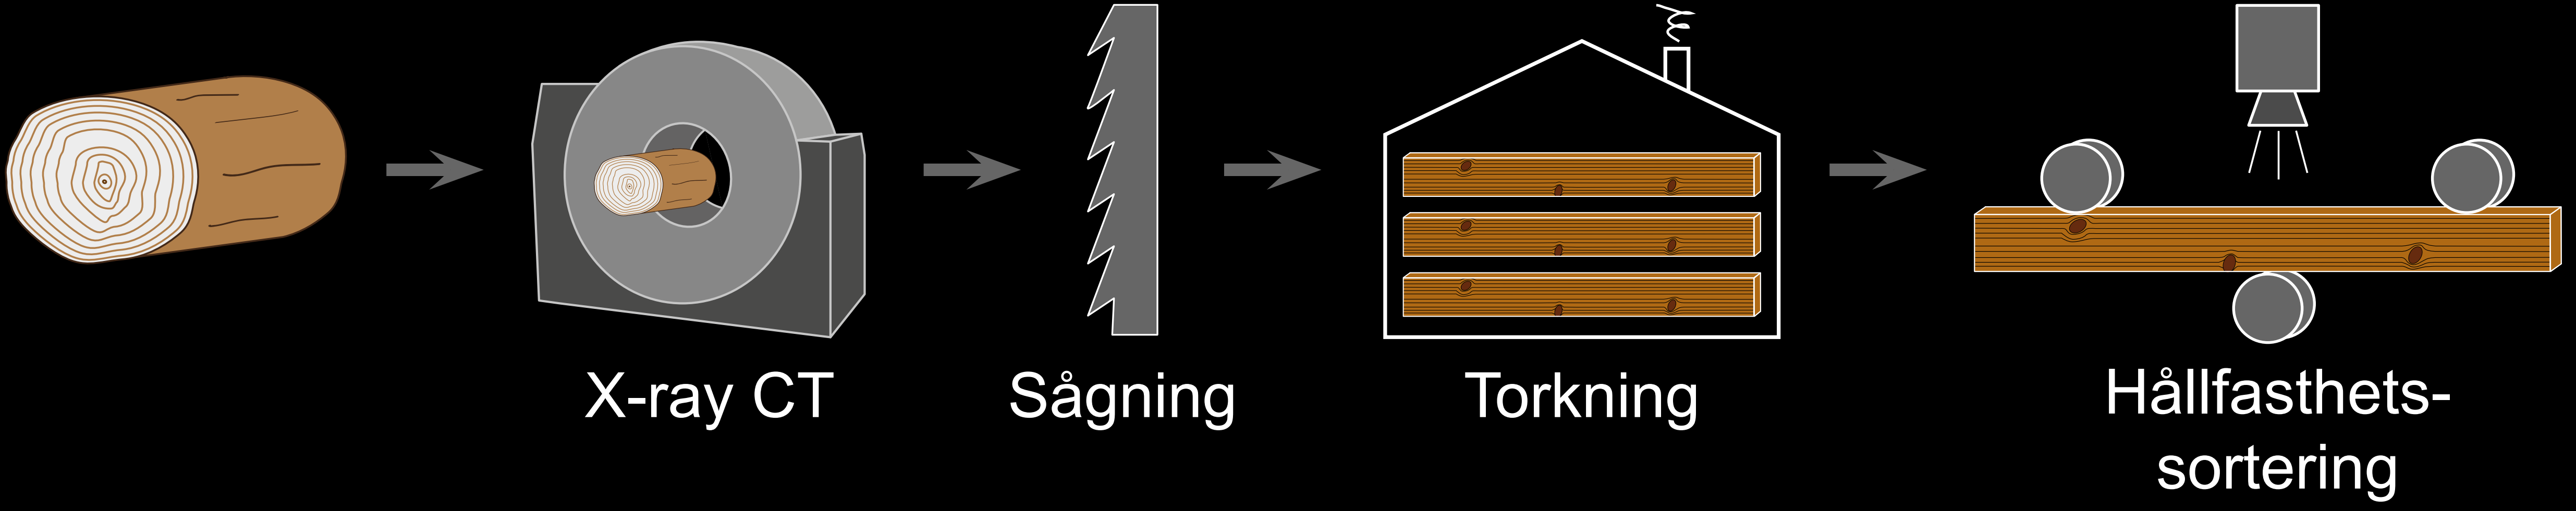 X-ray CT
Sågning
Torkning
Hållfasthets-
sortering